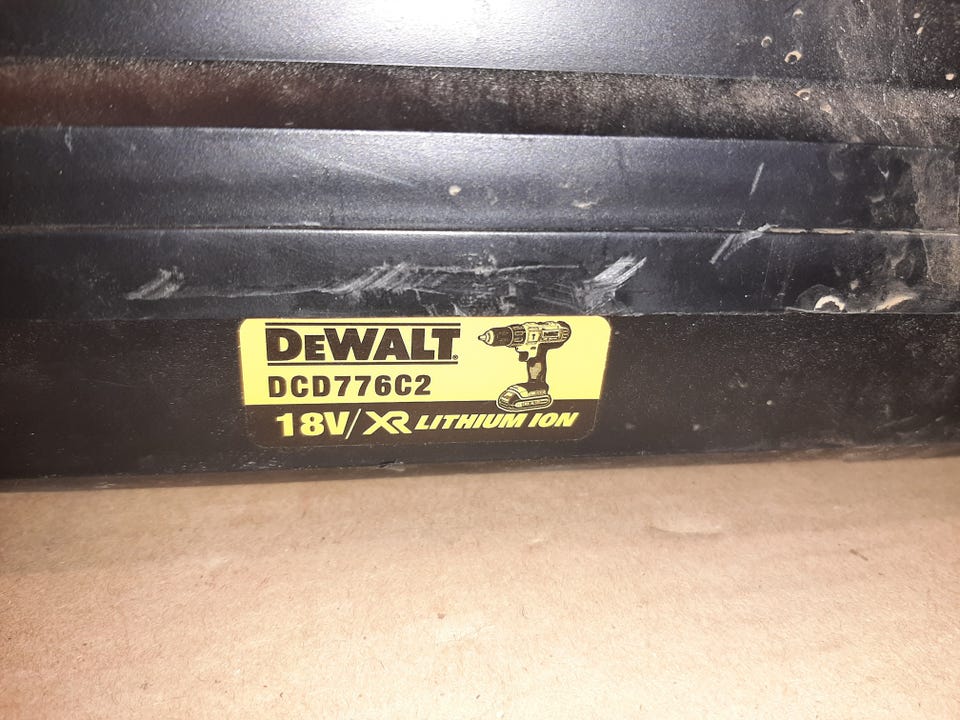 DEWALT
DCD776C2
18V/XR LITHIUM ION